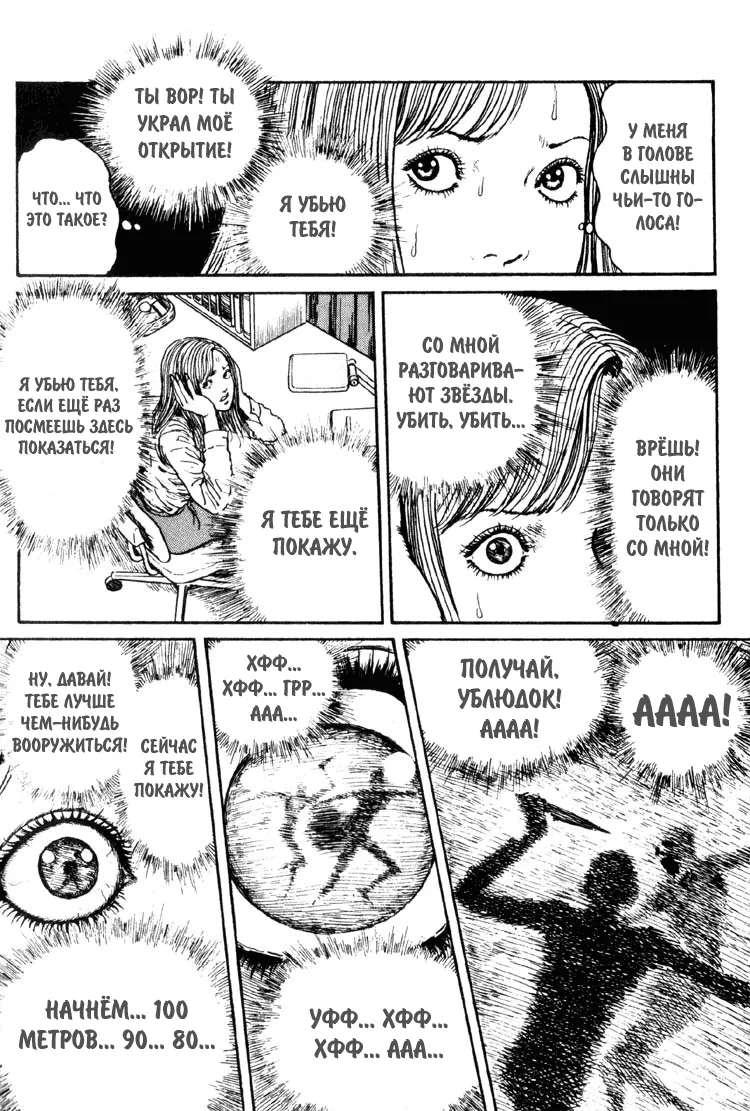 У МЕНЯ
В ГОЛОВЕ
СЛЫШНЫ
ЧЬИ-ТО ГО-
ЛОСА!
ТЫ ВОР! ТЫ
УКРАЛ МОЁ
ОТКРЫТИЕ!
Я УБЬЮ
ТЕБЯ!
ЧТО... ЧТО
ЭТО ТАКОЕ?
Я УБЬЮ ТЕБЯ,
ЕСЛИ ЕЩЁ РАЗ
ПОСМЕЕШЬ ЗДЕСЬ
ПОКАЗАТЬСЯ!
Я ТЕБЕ ЕЩЁ
ПОКАЖУ.
СО МНОЙ
РАЗГОВАРИВА-
ЮТ ЗВЁЗДЫ.
УБИТЬ, УБИТЬ...
ВРЁШЬ!
ОНИ
ГОВОРЯТ
ТОЛЬКО
СО МНОЙ!
НУ, ДАВАЙ!
ТЕБЕ ЛУЧШЕ
ЧЕМ-НИБУДЬ
ВООРУЖИТЬСЯ!
СЕЙЧАС
Я ТЕБЕ
ПОКАЖУ!
НАЧНЁМ... 100
МЕТРОВ... 90... 80...
ХФФ...
ХФФ... ГРР...
ААА...
УФФ... ХФФ...
ХФФ... ААА...
ПОЛУЧАЙ,
УБЛЮДОК!
АААА!
АААА!